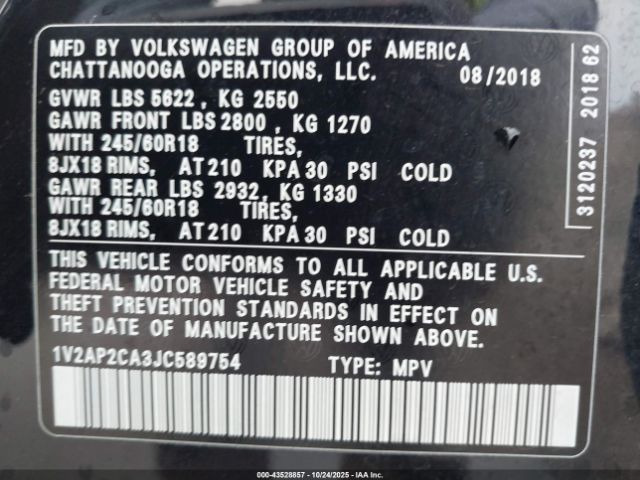 MFD BY VOLKSWAGEN GROUP OF AMERICA
CHATTANOOGA OPERATIONS, LLC. 08/2018
GVWR LBS 5622, KG 2550
GAWR FRONT LBS 2800, KG 1270
WITH 245/60R18 TIRES,
8JX18 RIMS, AT 210 KPA 30 PSI COLD
GAWR REAR LBS 2932, KG 1330
WITH 245/60R18 TIRES,
8JX18 RIMS, AT 210 KPA 30 PSI COLD
THIS VEHICLE CONFORMS TO ALL APPLICABLE U.S.
FEDERAL MOTOR VEHICLE SAFETY AND
THEFT PREVENTION STANDARDS IN EFFECT ON
THE DATE OF MANUFACTURE SHOWN ABOVE.
1V2AP2CA3JC589754 TYPE: MPV
3120237 2018 62
000-43528857 - 10/24/2025 - IAAI.COM